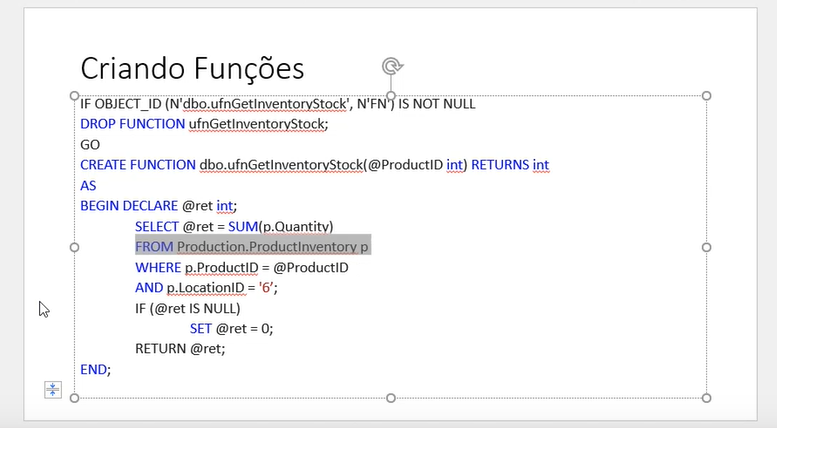 Criando Funções
IF OBJECT_ID (N'dbo.ufnGetInventoryStock', N'FN') IS NOT NULL
DROP FUNCTION ufnGetInventoryStock;
GO
CREATE FUNCTION dbo.ufnGetInventoryStock(@ProductID int) RETURNS int
AS
BEGIN DECLARE @ret int;
SELECT @ret = SUM(p.Quantity)
FROM Production.ProductInventory p
WHERE p.ProductID = @ProductID
AND p.LocationID = '6’;
IF (@ret IS NULL)
SET @ret = 0;
RETURN @ret;
END;